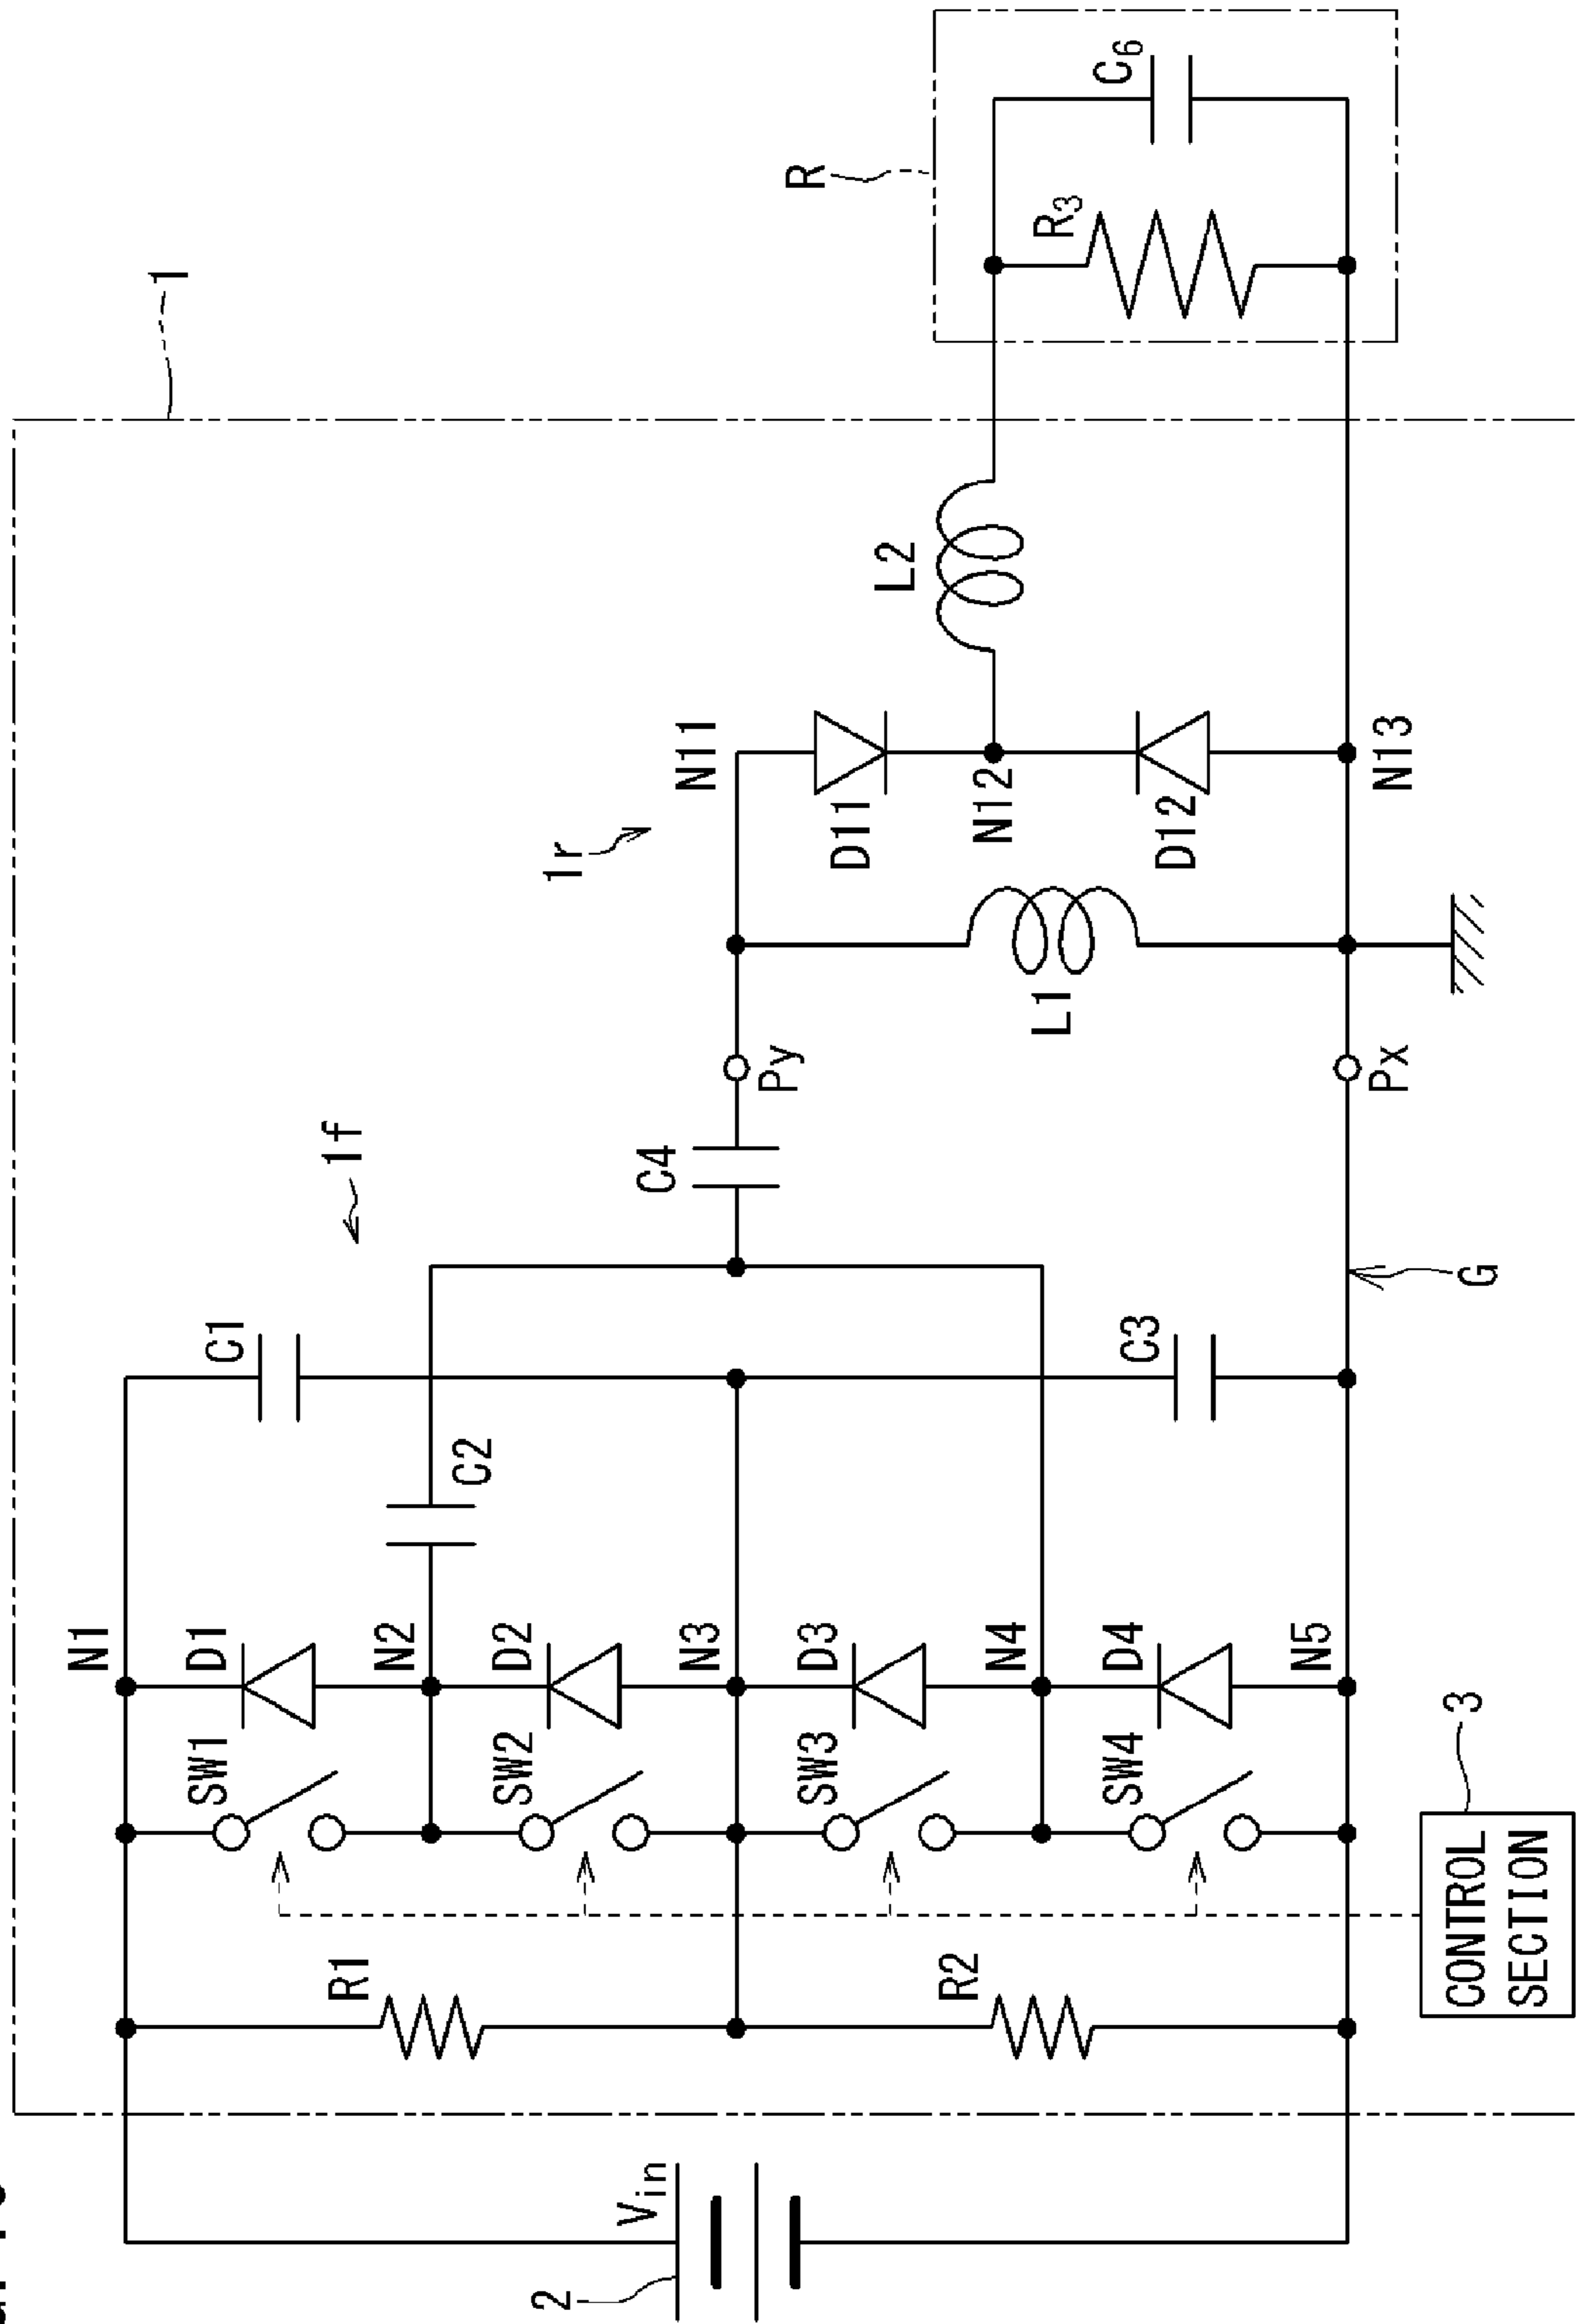 1
R
C6
R3
L2
1r
N11
D11
N12
D12
N13
L1
Py
Px
1f
C4
G
C1
C2
C3
N1
D1
N2
D2
N3
D3
N4
D4
N5
SW1
SW2
SW3
SW4
3
CONTROL
SECTION
R1
R2
Vin
2